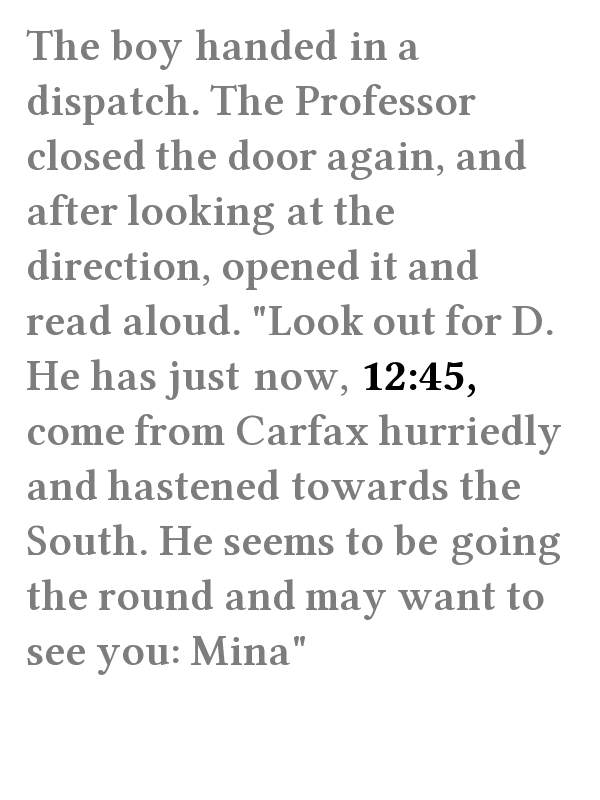 The boy handed in a
dispatch. The Professor
closed the door again, and
after looking at the
direction, opened it and
read aloud. "Look out for D.
He has just now, 12:45,
come from Carfax hurriedly
and hastened towards the
South. He seems to be going
the round and may want to
see you: Mina"